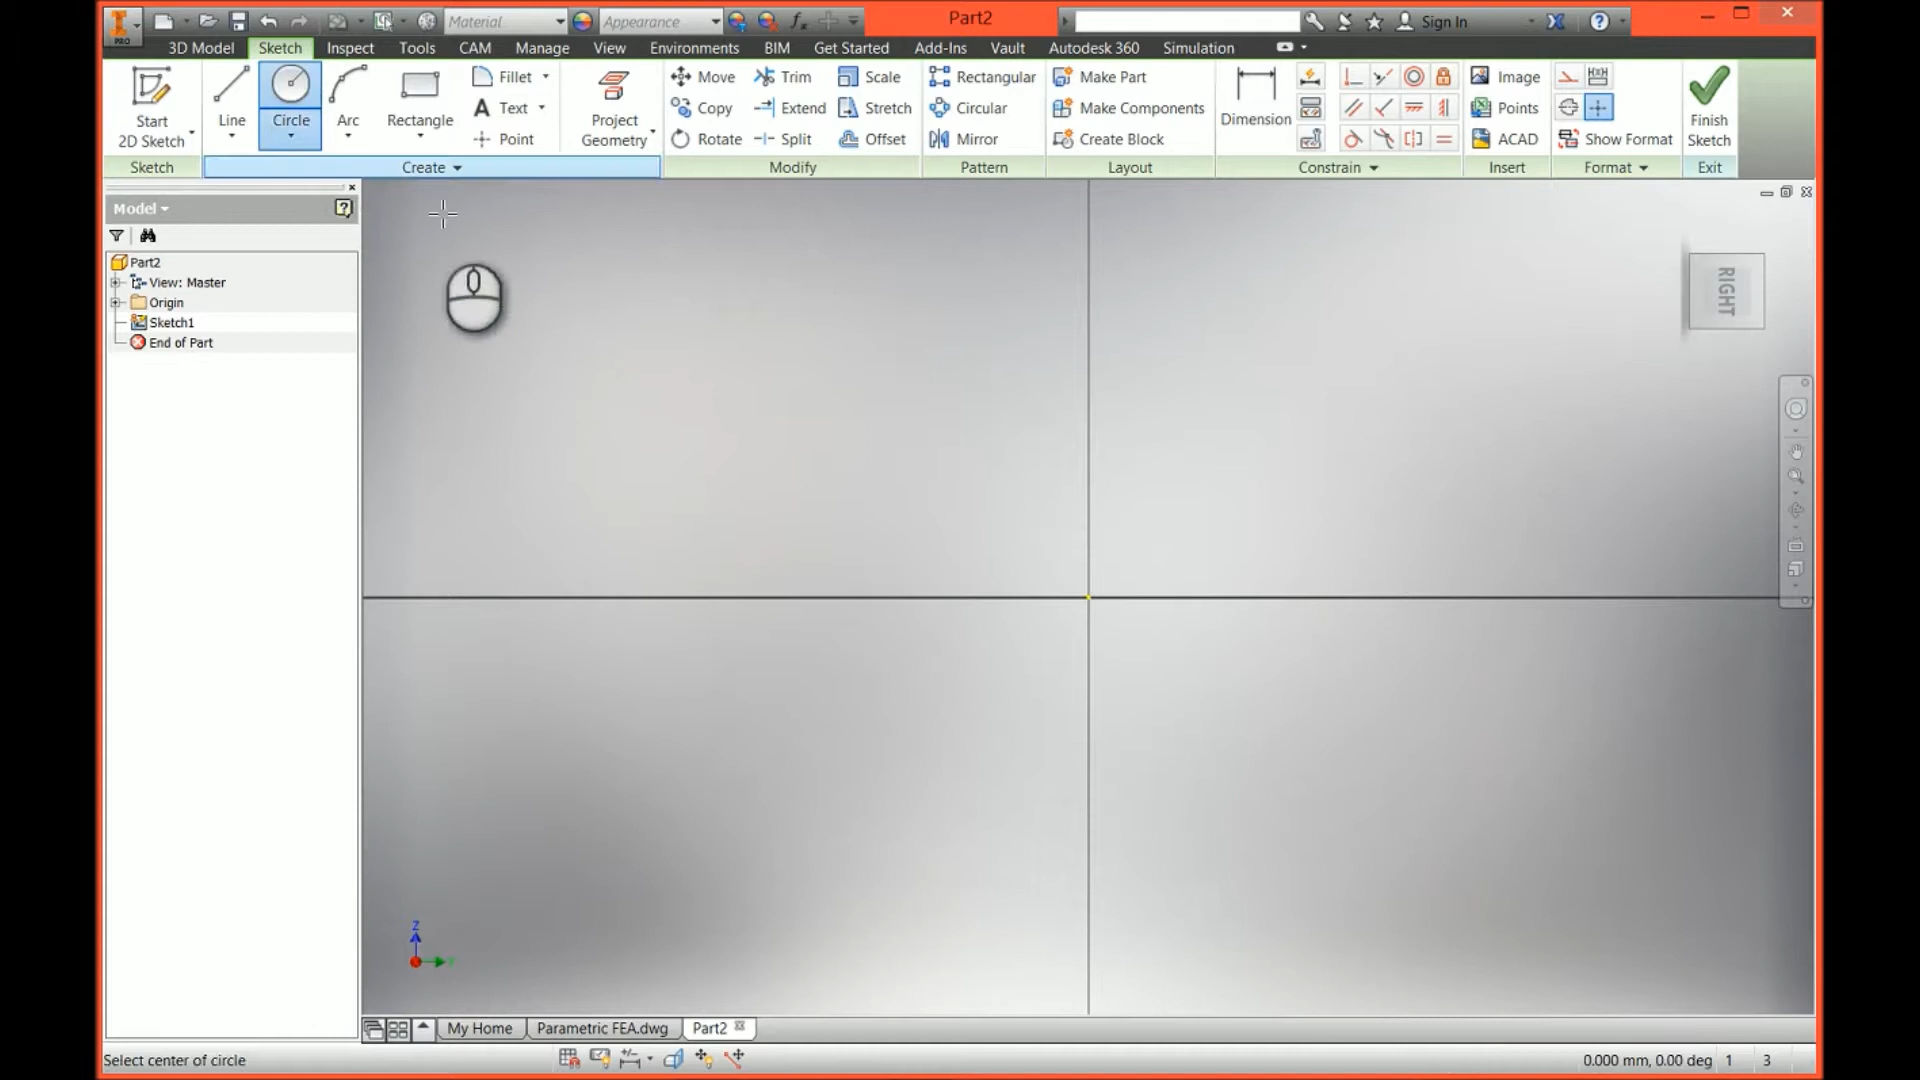 Material
Appearance
Part2
Sign In
PRO
3D Model
Sketch
Inspect
Tools
CAM
Manage
View
Environments
BIM
Get Started
Add-Ins
Vault
Autodesk 360
Simulation
Start
2D Sketch
Line
Circle
Arc
Rectangle
Fillet
Text
Point
Project
Geometry
Move
Copy
Rotate
Trim
Extend
Split
Scale
Stretch
Offset
Rectangular
Circular
Mirror
Make Part
Make Components
Create Block
Dimension
Image
Points
ACAD
Show Format
Finish
Sketch
Sketch
Create
Modify
Pattern
Layout
Constrain
Insert
Format
Exit
Model
Part2
View: Master
Origin
Sketch1
End of Part
RIGHT
Z
My Home
Parametric FEA.dwg
Part2
Select center of circle
0.000 mm, 0.00 deg
1
3